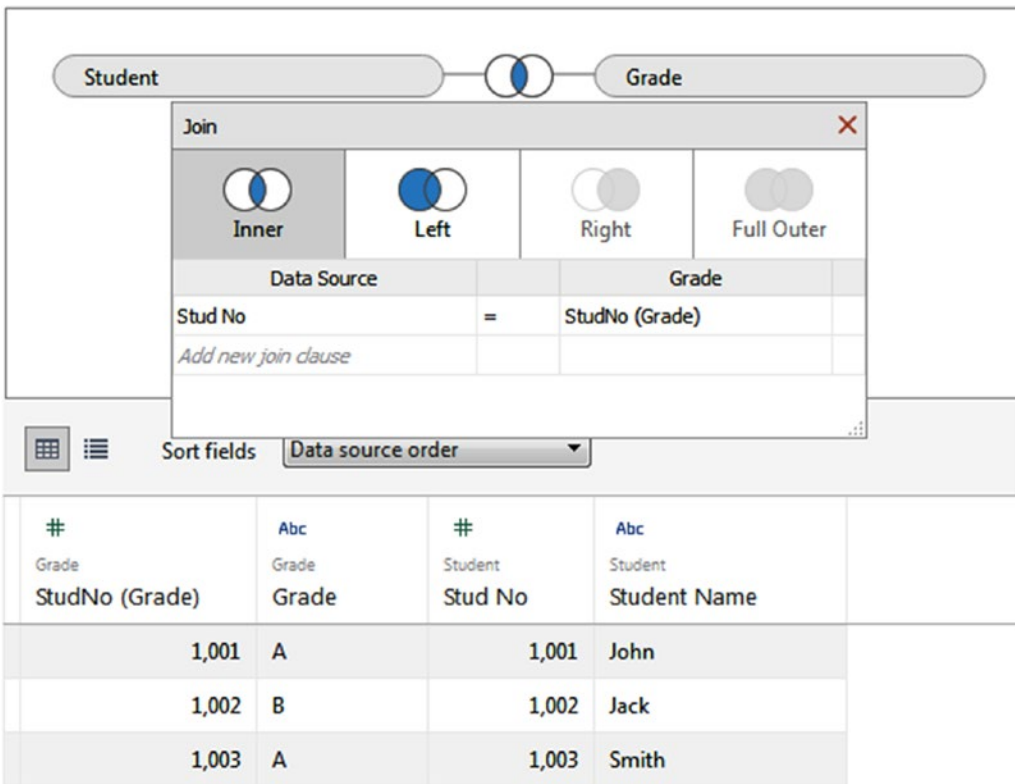 Student Grade
Join
Inner Left Right Full Outer
Data Source Grade
Stud No = StudNo (Grade)
Add new join clause
Sort fields Data source order
# Abc # Abc
Grade Grade Student Student
StudNo (Grade) Grade Stud No Student Name
1,001 A 1,001 John
1,002 B 1,002 Jack
1,003 A 1,003 Smith